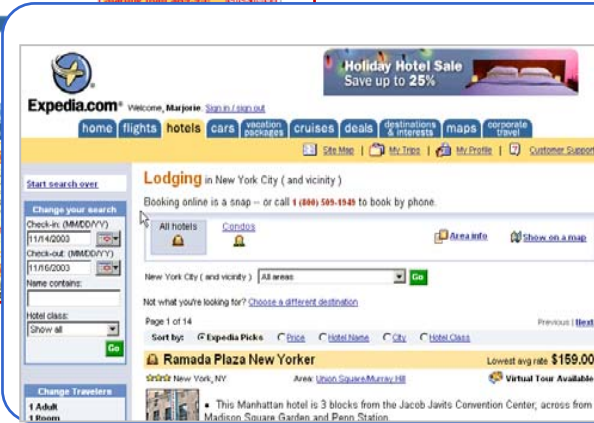 Holiday Hotel Sale
Save up to 25%
Expedia.com® Welcome, Marjorie. Sign in / sign out
home flights hotels cars vacation packages cruises deals destinations & interests maps corporate travel
Site Map | My Trips | My Profile | Customer Support
Start search over
Lodging in New York City ( and vicinity )
Booking online is a snap -- or call 1 (800) 509-1949 to book by phone.
Change your search
Check-in: (MM/DD/YY)
11/14/2003
Check-out: (MM/DD/YY)
11/16/2003
Name contains:
Hotel class:
Show all
Go
All hotels
Condos
Area info
Show on a map
New York City ( and vicinity ) All areas Go
Not what you're looking for? Choose a different destination
Page 1 of 14
Previous | Next
Sort by: Expedia Picks Price Hotel Name City Hotel Class
Ramada Plaza New Yorker Lowest avg rate $159.00
New York, NY Area: Union Square/Murray Hill Virtual Tour Available
• This Manhattan hotel is 3 blocks from the Jacob Javits Convention Center, across from
Madison Square Garden and Penn Station.
Change Travelers
1 Adult
1 Room